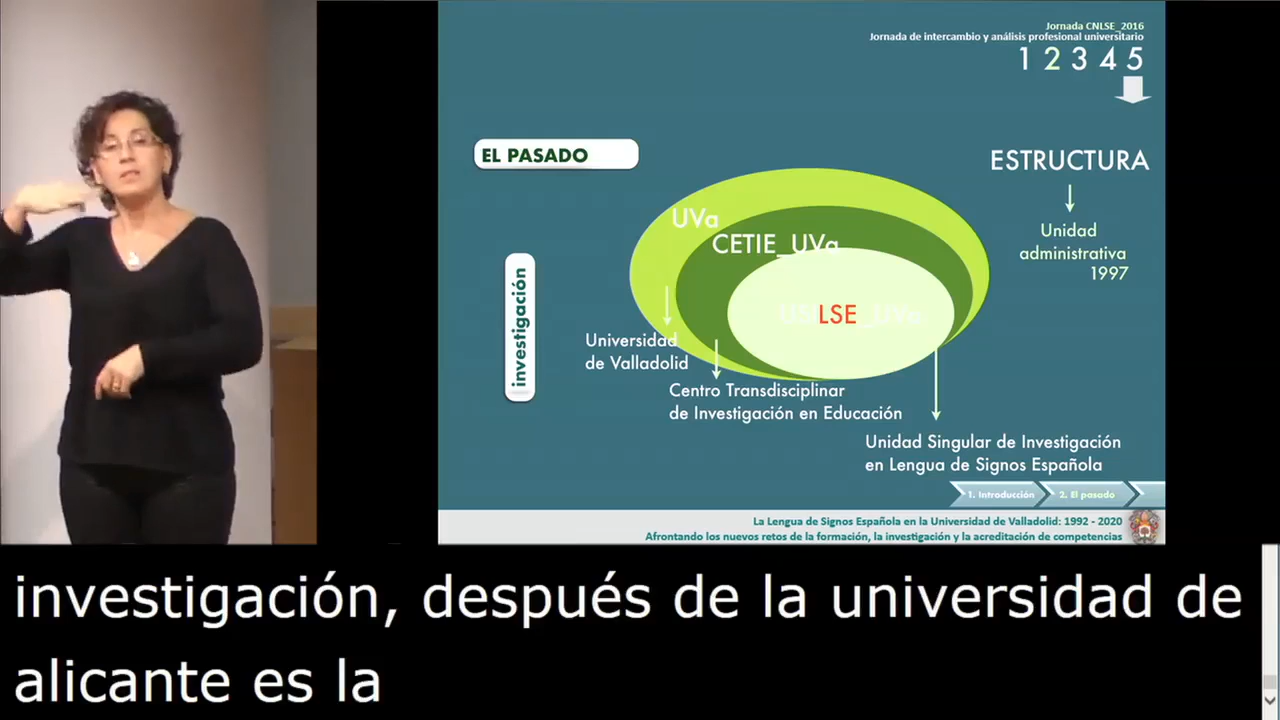 Jornada CNLSE_2016
Jornada de intercambio y análisis profesional universitario
1 2 3 4 5
EL PASADO
ESTRUCTURA
Unidad
administrativa
1997
UVa
CETIE_UVa
investigación
USILSE_UVa
Universidad
de Valladolid
Centro Transdisciplinar
de Investigación en Educación
Unidad Singular de Investigación
en Lengua de Signos Española
1. Introducción
2. El pasado
La Lengua de Signos Española en la Universidad de Valladolid: 1992 - 2020
Afrontando los nuevos retos de la formación, la investigación y la acreditación de competencias
investigación, después de la universidad de
alicante es la